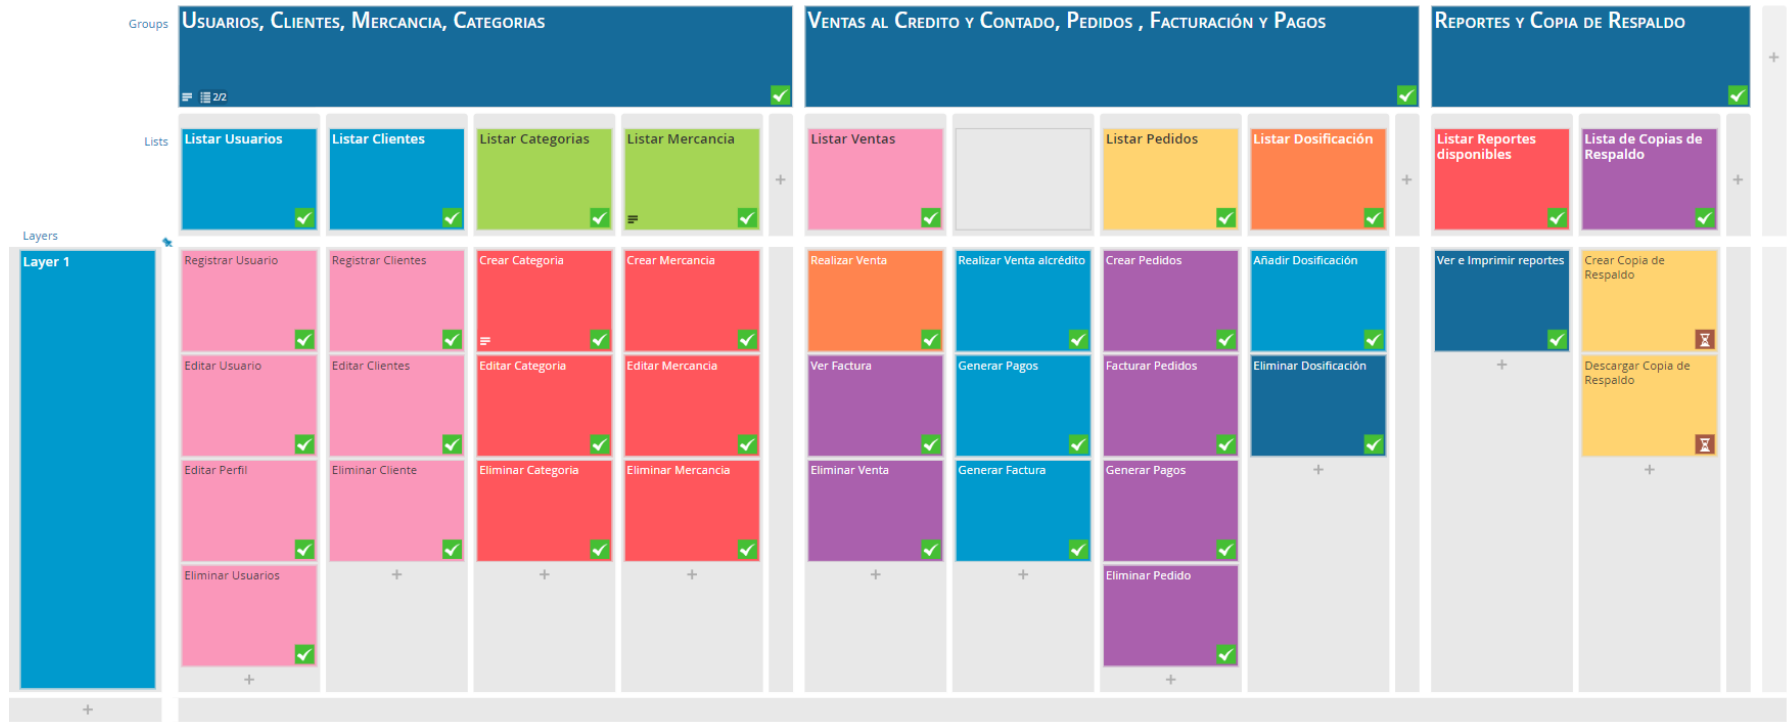 Groups
Usuarios, Clientes, Mercancia, Categorias
Ventas al Credito y Contado, Pedidos , Facturación y Pagos
Reportes y Copia de Respaldo
2/2
Lists
Listar Usuarios
Listar Clientes
Listar Categorias
Listar Mercancia
Listar Ventas
Listar Pedidos
Listar Dosificación
Listar Reportes
disponibles
Lista de Copias de
Respaldo
Layers
Layer 1
Registrar Usuario
Registrar Clientes
Crear Categoria
Crear Mercancia
Realizar Venta
Realizar Venta alcrédito
Crear Pedidos
Añadir Dosificación
Ver e Imprimir reportes
Crear Copia de
Respaldo
Editar Usuario
Editar Clientes
Editar Categoria
Editar Mercancia
Ver Factura
Generar Pagos
Facturar Pedidos
Eliminar Dosificación
Descargar Copia de
Respaldo
Editar Perfil
Eliminar Cliente
Eliminar Categoria
Eliminar Mercancia
Eliminar Venta
Generar Factura
Generar Pagos
Eliminar Usuarios
Eliminar Pedido